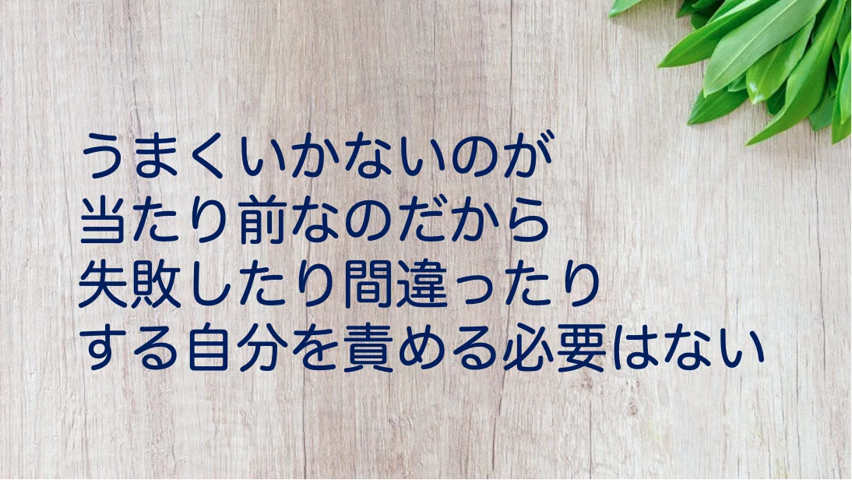 うまくいかないのが
当たり前なのだから
失敗したり間違ったり
する自分を責める必要はない